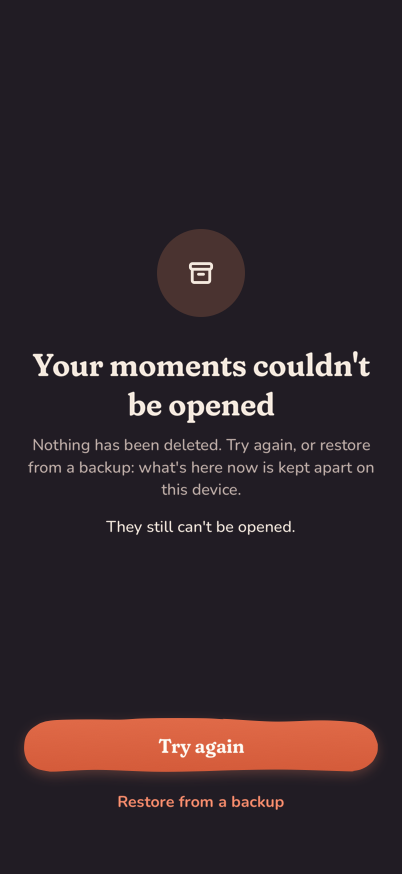 Your moments couldn't
be opened
Nothing has been deleted. Try again, or restore
from a backup: what's here now is kept apart on
this device.
They still can't be opened.
Try again
Restore from a backup